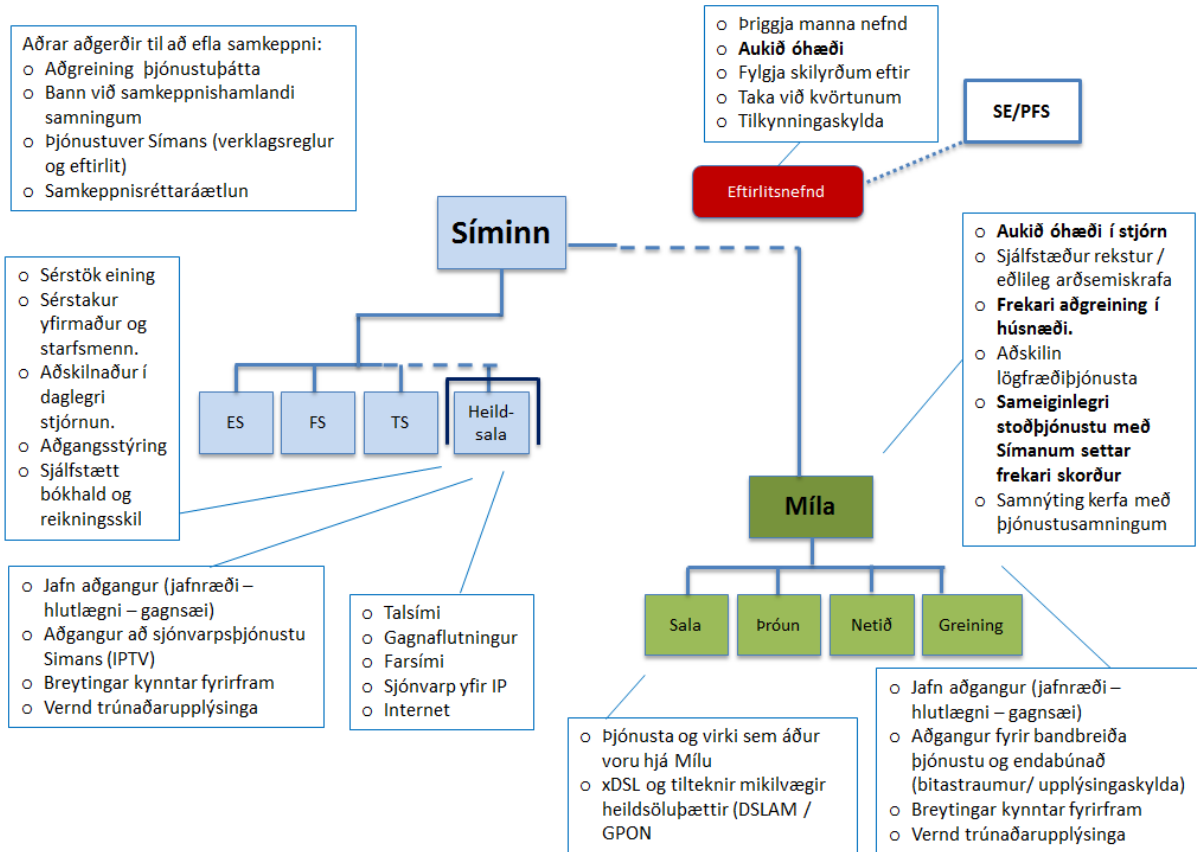 Aðrar aðgerðir til að efla samkeppni:
o Aðgreining þjónustuþátta
o Bann við samkeppnishamlandi
samningum
o Þjónustuver Símans (verklagsreglur
og eftirlit)
o Samkeppnisréttaráætlun
o Þriggja manna nefnd
o Aukið óhæði
o Fylgja skilyrðum eftir
o Taka við kvörtunum
o Tilkynningaskylda
SE/PFS
Eftirlitsnefnd
Síminn
o Aukið óhæði í stjórn
o Sjálfstæður rekstur /
eðlileg arðsemiskrafa
o Frekari aðgreining í
húsnæði.
o Aðskilin
lögfræðiþjónusta
o Sameiginlegri
stoðþjónustu með
Símanum settar
frekari skorður
o Samnýting kerfa með
þjónustusamningum
o Sérstök eining
o Sérstakur
yfirmaður og
starfsmenn.
o Aðskilnaður í
daglegri
stjórnun.
o Aðgangsstýring
o Sjálfstætt
bókhald og
reikningsskil
ES
FS
TS
Heild-
sala
Míla
Sala
Þróun
Netið
Greining
o Jafn aðgangur (jafnræði –
hlutlægni – gagnsæi)
o Aðgangur að sjónvarpsþjónustu
Simans (IPTV)
o Breytingar kynntar fyrirfram
o Vernd trúnaðarupplýsinga
o Talsími
o Gagnaflutningur
o Farsími
o Sjónvarp yfir IP
o Internet
o Þjónusta og virki sem áður
voru hjá Mílu
o xDSL og tilteknir mikilvægir
heildsöluþættir (DSLAM /
GPON
o Jafn aðgangur (jafnræði –
hlutlægni – gagnsæi)
o Aðgangur fyrir bandbreiða
þjónustu og endabúnað
(bitastraumur/ upplýsingaskylda)
o Breytingar kynntar fyrirfram
o Vernd trúnaðarupplýsinga